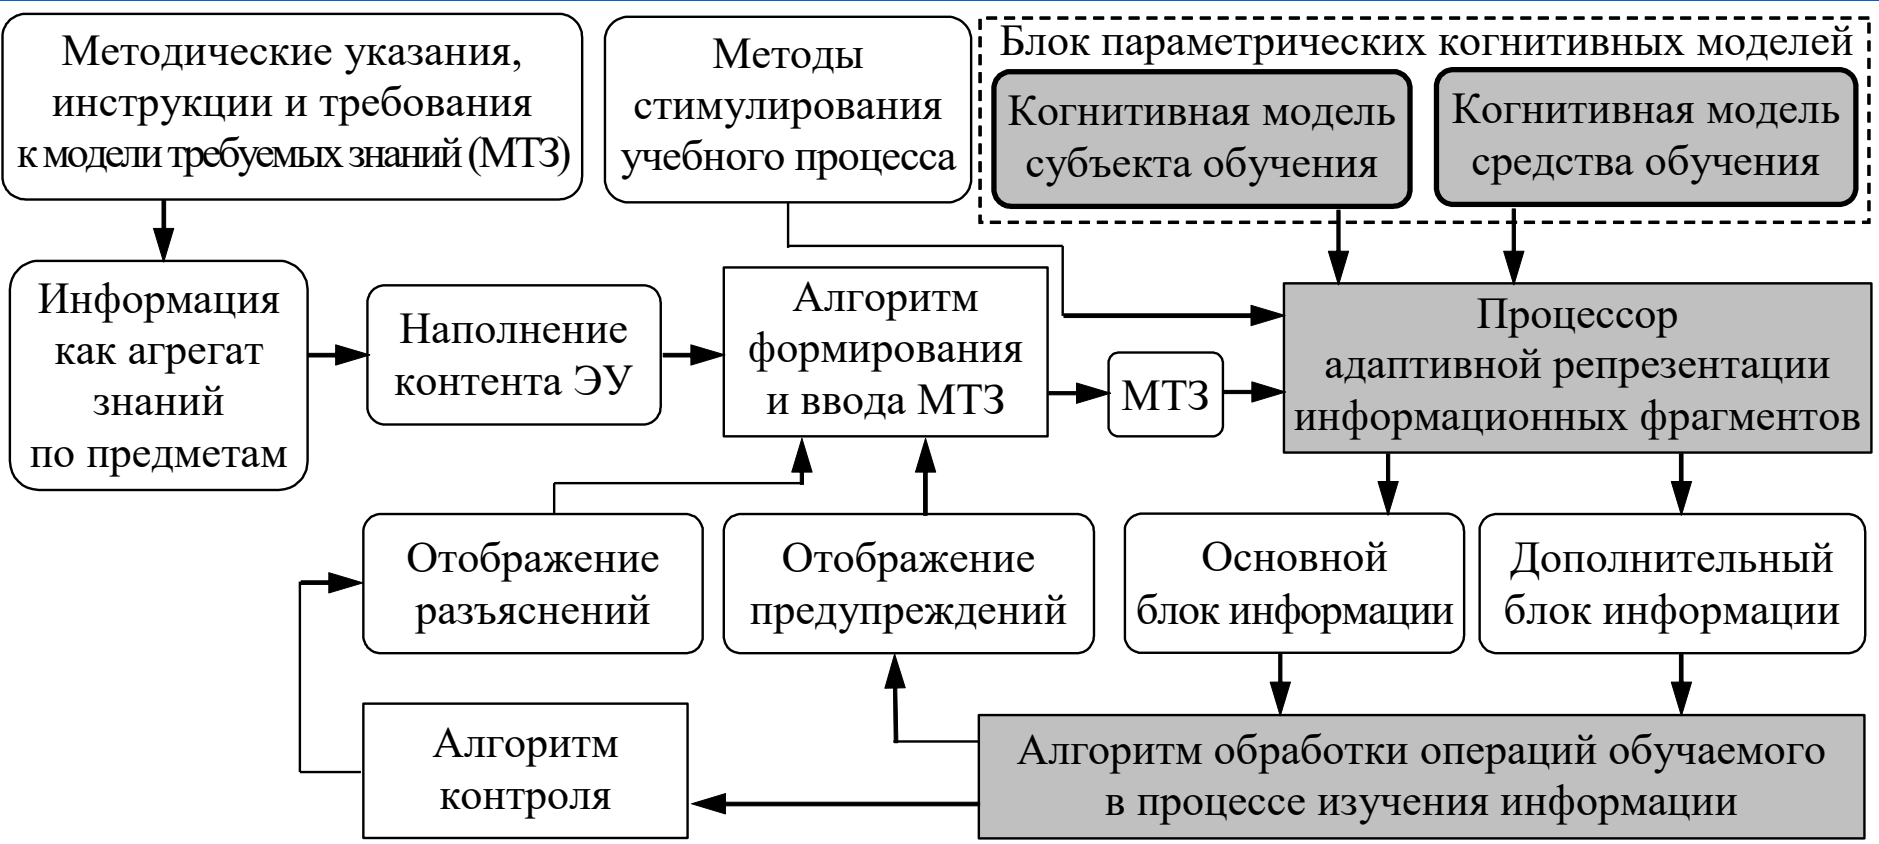 Методические указания,
инструкции и требования
к модели требуемых знаний (МТЗ)
Методы
стимулирования
учебного процесса
Блок параметрических когнитивных моделей
Когнитивная модель
субъекта обучения
Когнитивная модель
средства обучения
Информация
как агрегат
знаний
по предметам
Наполнение
контента ЭУ
Алгоритм
формирования
и ввода МТЗ
МТЗ
Процессор
адаптивной репрезентации
информационных фрагментов
Отображение
разъяснений
Отображение
предупреждений
Основной
блок информации
Дополнительный
блок информации
Алгоритм
контроля
Алгоритм обработки операций обучаемого
в процессе изучения информации